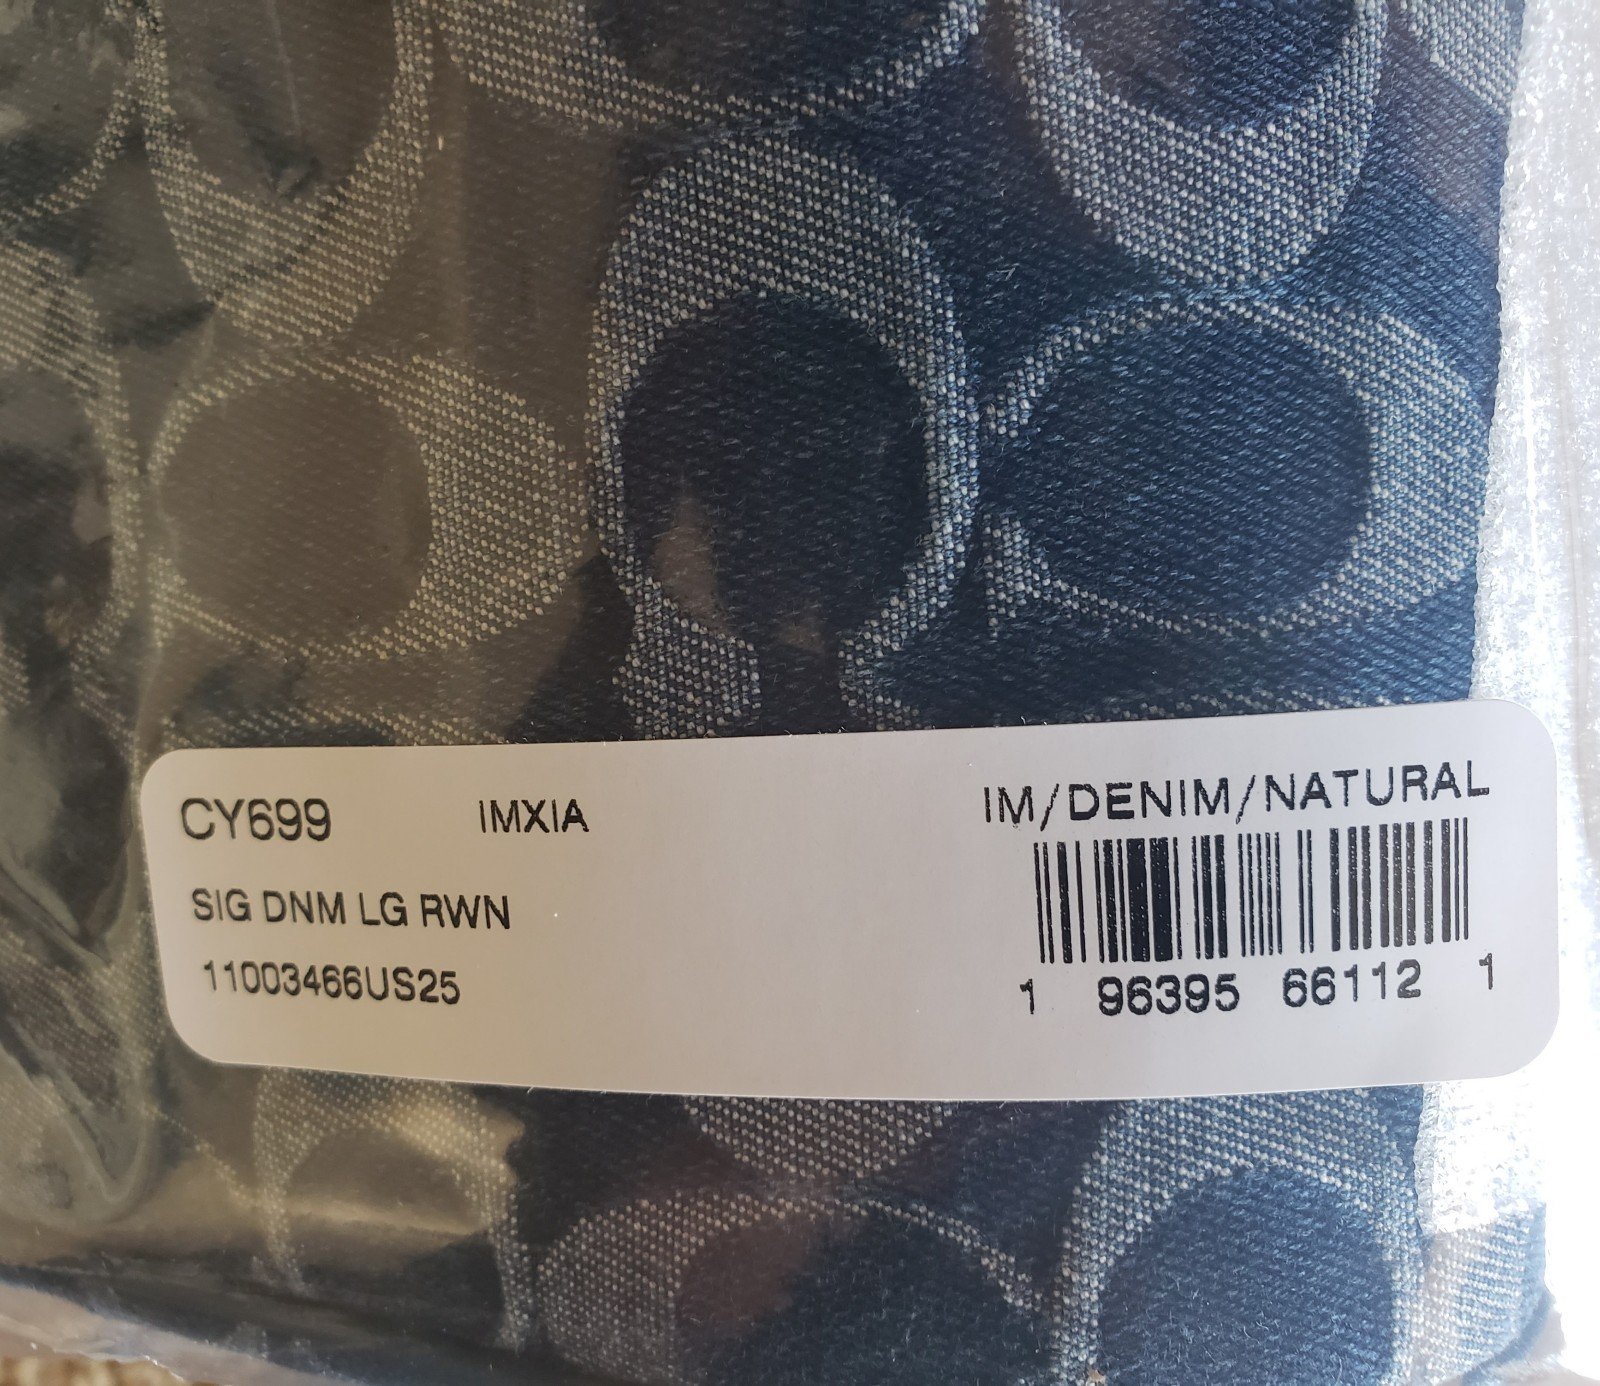 CY699 IMXIA IM/DENIM/NATURAL
SIG DNM LG RWN
11003466US25
1 96395 66112 1